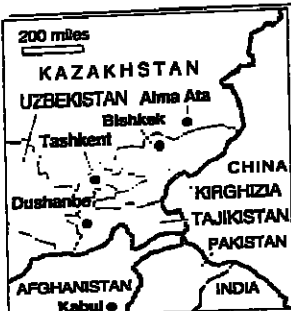 200 miles
KAZAKHSTAN
UZBEKISTAN Alma Ata
Bishkek
Tashkent
CHINA
KIRGHIZIA
Dushanbe
TAJIKISTAN
PAKISTAN
AFGHANISTAN
INDIA
Kabul